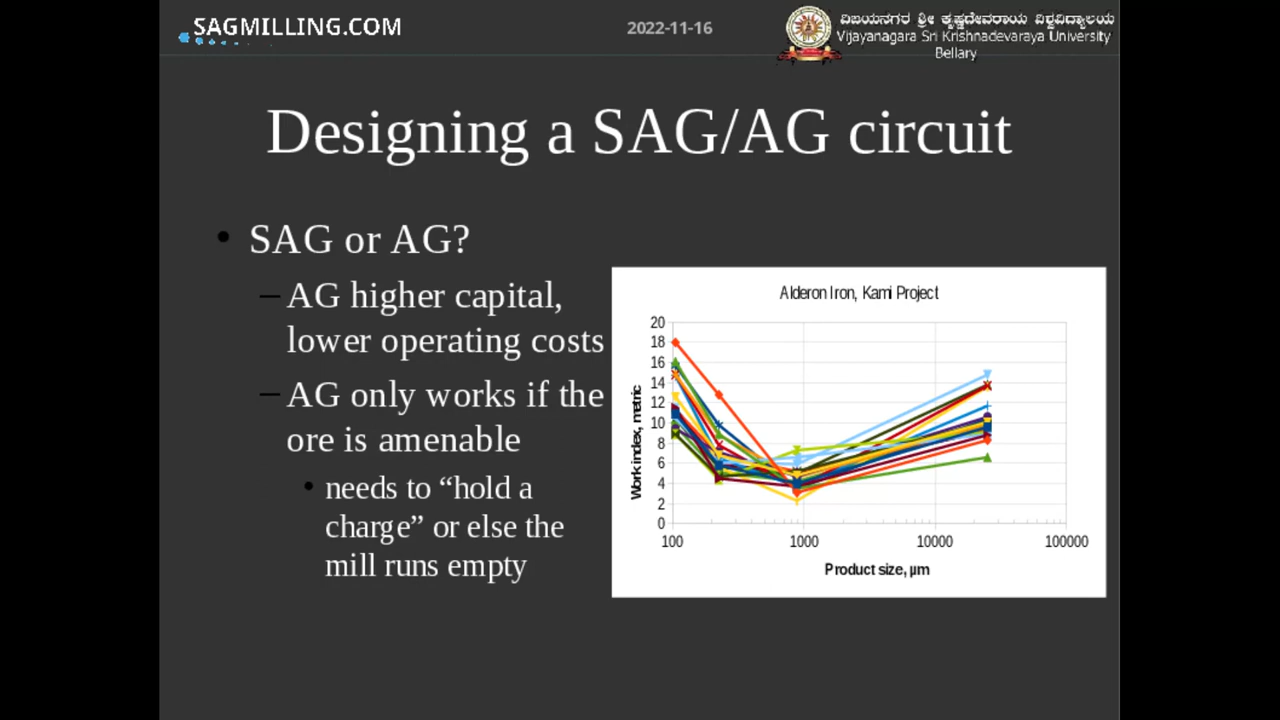 SAGMILLING.COM
2022-11-16
ವಿಜಯನಗರ ಶ್ರೀ ಕೃಷ್ಣದೇವರಾಯ ವಿಶ್ವವಿದ್ಯಾಲಯ
Vijayanagara Sri Krishnadevaraya University
Bellary
Designing a SAG/AG circuit
• SAG or AG?
– AG higher capital,
lower operating costs
– AG only works if the
ore is amenable
• needs to “hold a
charge” or else the
mill runs empty
Alderon Iron, Kami Project
20
18
16
14
12
10
8
6
4
2
0
Work index, metric
100 1000 10000 100000
Product size, µm